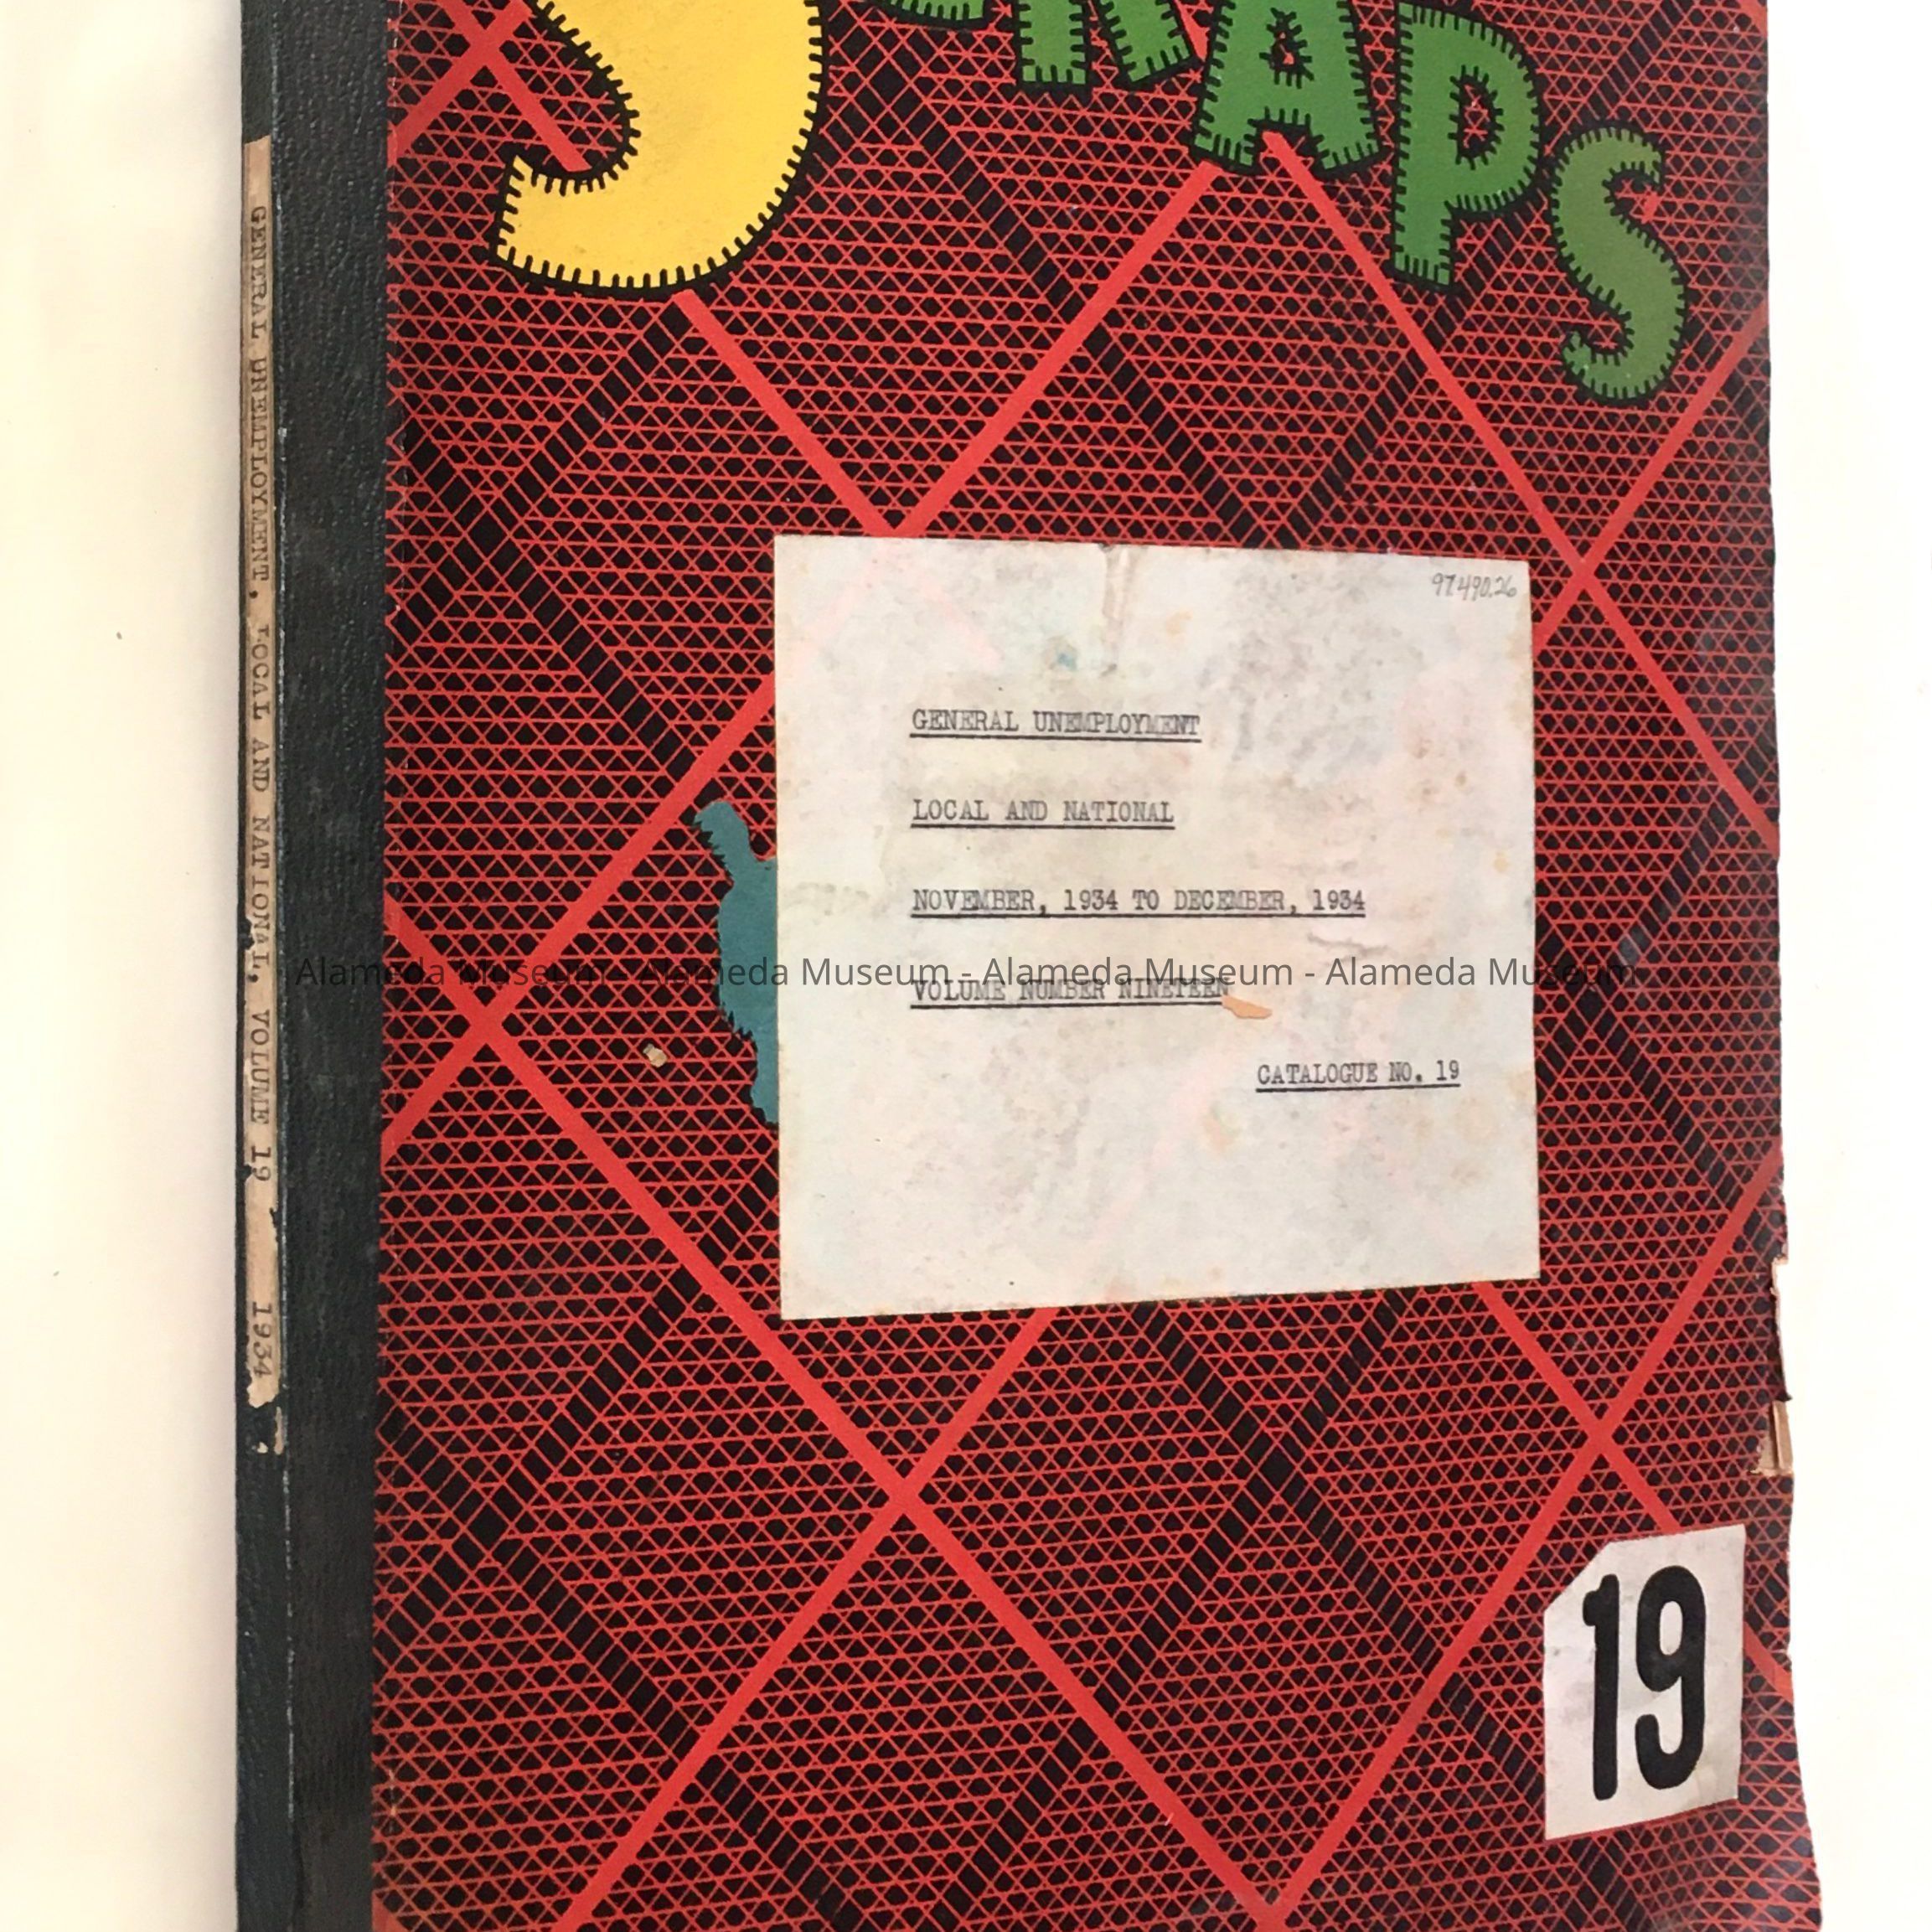 SCRAPS
97.490.26
GENERAL UNEMPLOYMENT
LOCAL AND NATIONAL
NOVEMBER, 1934 TO DECEMBER, 1934
VOLUME NUMBER NINETEEN
CATALOGUE NO. 19
19
GENERAL UNEMPLOYMENT. LOCAL AND NATIONAL. VOLUME 19 1934
Alameda Museum - Alameda Museum - Alameda Museum - Alameda Museum